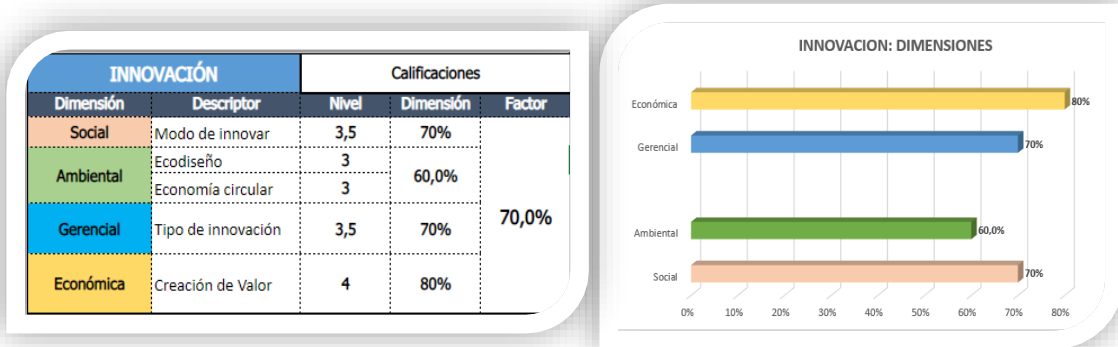 INNOVACIÓN Calificaciones
Dimensión Descriptor Nivel Dimensión Factor
Social Modo de innovar 3,5 70%
Ambiental Ecodiseño 3 60,0%
Economía circular 3
70,0%
Gerencial Tipo de innovación 3,5 70%
Económica Creación de Valor 4 80%
INNOVACION: DIMENSIONES
Económica 80%
Gerencial 70%
Ambiental 60,0%
Social 70%
0% 10% 20% 30% 40% 50% 60% 70% 80%